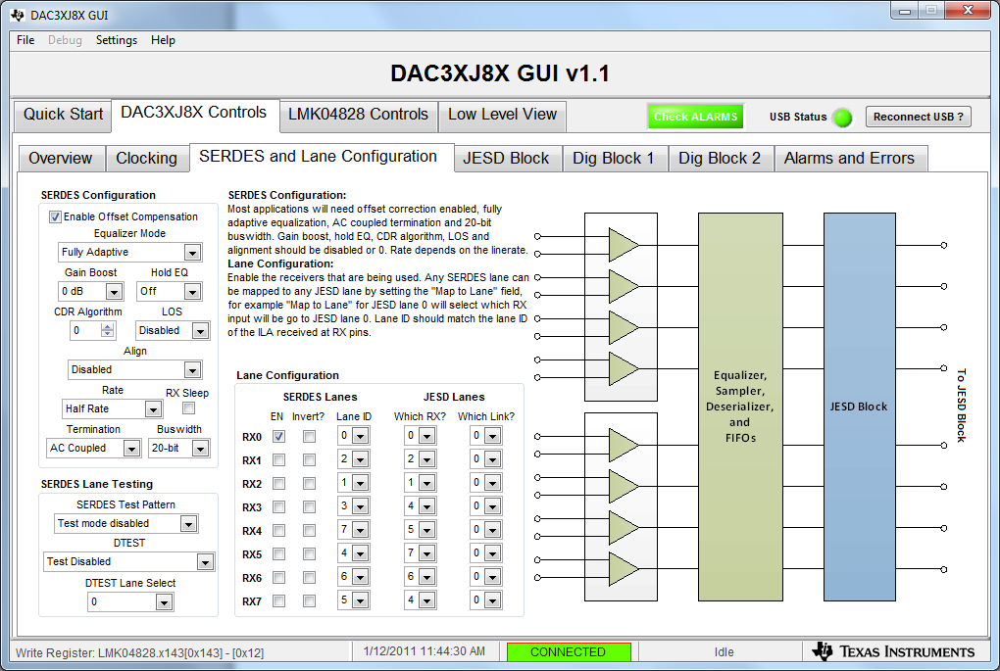 DAC3XJ8X GUI
File Debug Settings Help
DAC3XJ8X GUI v1.1
Quick Start DAC3XJ8X Controls LMK04828 Controls Low Level View Check ALARMS USB Status Reconnect USB ?
Overview Clocking SERDES and Lane Configuration JESD Block Dig Block 1 Dig Block 2 Alarms and Errors
SERDES Configuration
Enable Offset Compensation
Equalizer Mode
Fully Adaptive
Gain Boost Hold EQ
0 dB Off
CDR Algorithm LOS
0 Disabled
Align
Disabled
Rate RX Sleep
Half Rate
Termination Buswidth
AC Coupled 20-bit
SERDES Lane Testing
SERDES Test Pattern
Test mode disabled
DTEST
Test Disabled
DTEST Lane Select
0
SERDES Configuration:
Most applications will need offset correction enabled, fully
adaptive equalization, AC coupled termination and 20-bit
buswidth. Gain boost, hold EQ, CDR algorithm, LOS and
alignment should be disabled or 0. Rate depends on the linerate.
Lane Configuration:
Enable the receivers that are being used. Any SERDES lane can
be mapped to any JESD lane by setting the "Map to Lane" field,
for example "Map to Lane" for JESD lane 0 will select which RX
input will be go to JESD lane 0. Lane ID should match the lane ID
of the ILA received at RX pins.
Lane Configuration
SERDES Lanes JESD Lanes
EN Invert? Lane ID Which RX? Which Link?
RX0 0 0 0
RX1 2 2 0
RX2 1 1 0
RX3 3 4 0
RX4 7 5 0
RX5 4 7 0
RX6 6 6 0
RX7 5 4 0
Equalizer,
Sampler,
Deserializer,
and
FIFOs
JESD Block
To JESD Block
Write Register: LMK04828.x143[0x143] - [0x12] 1/12/2011 11:44:30 AM CONNECTED Idle TEXAS INSTRUMENTS